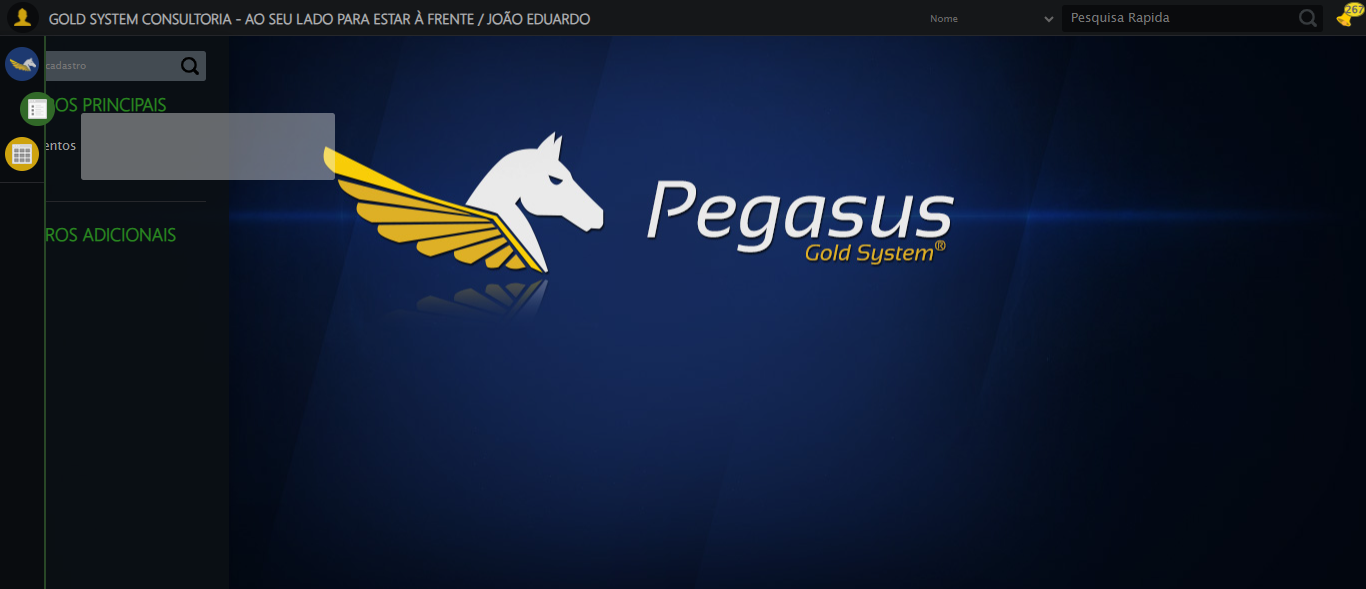 GOLD SYSTEM CONSULTORIA - AO SEU LADO PARA ESTAR À FRENTE / JOÃO EDUARDO
Nome
Pesquisa Rapida
267
cadastro
OS PRINCIPAIS
entos
ROS ADICIONAIS
Pegasus
Gold System®